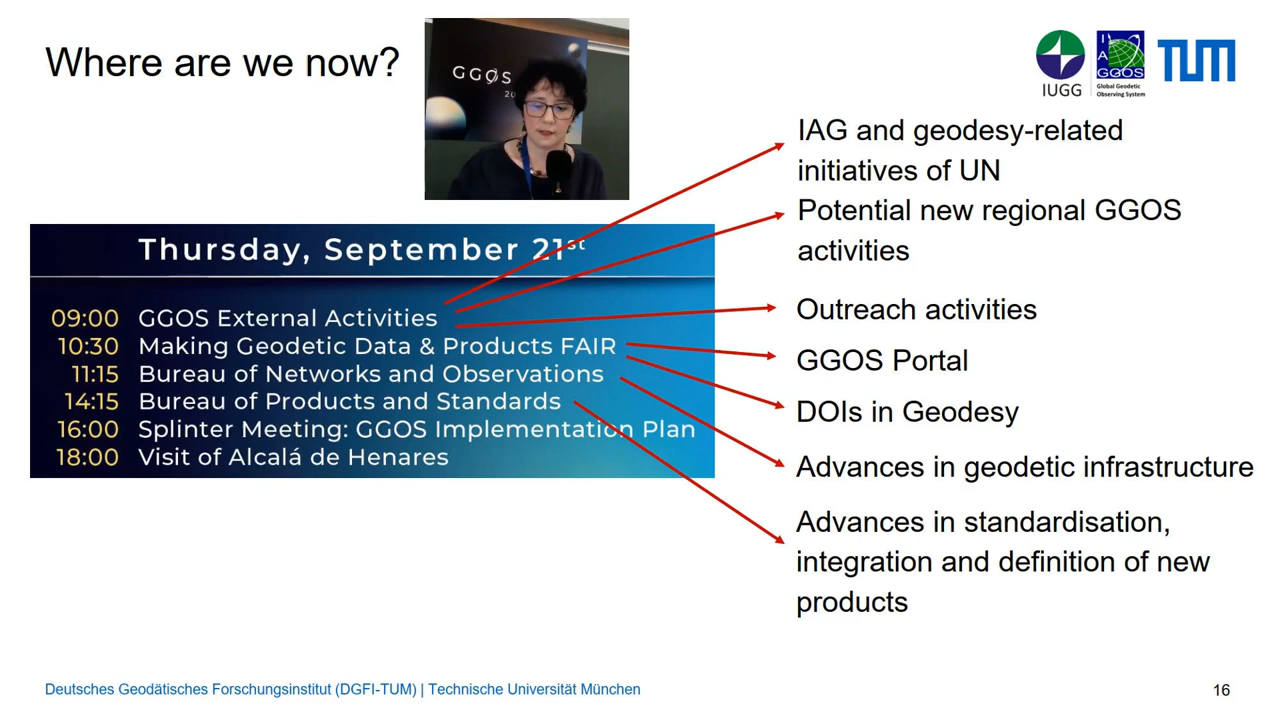 Where are we now?
GGOS
20
IUGG
I
A
GGOS
Global Geodetic
Observing System
TUM
IAG and geodesy-related
initiatives of UN
Potential new regional GGOS
activities
Thursday, September 21st
09:00 GGOS External Activities
10:30 Making Geodetic Data & Products FAIR
11:15 Bureau of Networks and Observations
14:15 Bureau of Products and Standards
16:00 Splinter Meeting: GGOS Implementation Plan
18:00 Visit of Alcalá de Henares
Outreach activities
GGOS Portal
DOIs in Geodesy
Advances in geodetic infrastructure
Advances in standardisation,
integration and definition of new
products
Deutsches Geodätisches Forschungsinstitut (DGFI-TUM) | Technische Universität München
16